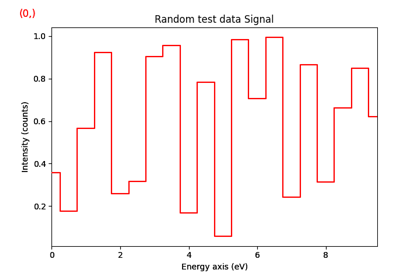 (0,)
Random test data Signal
1.0
0.8
0.6
0.4
0.2
Intensity (counts)
0 2 4 6 8
Energy axis (eV)